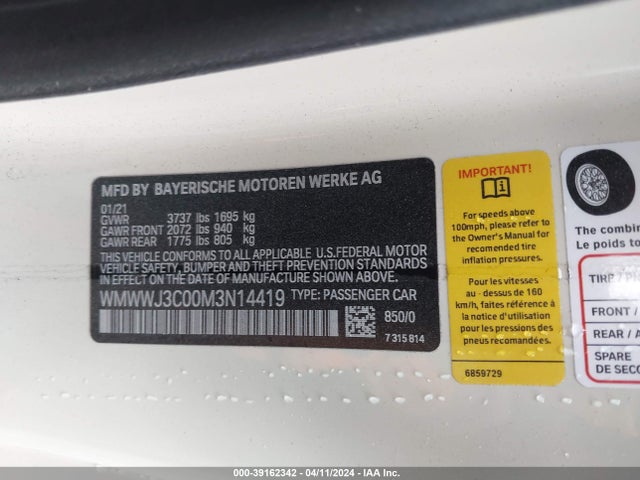 MFD BY BAYERISCHE MOTOREN WERKE AG
01/21
GVWR 3737 lbs 1695 kg
GAWR FRONT 2072 lbs 940 kg
GAWR REAR 1775 lbs 805 kg
THIS VEHICLE CONFORMS TO ALL APPLICABLE U.S.FEDERAL MOTOR
VEHICLE SAFETY, BUMPER AND THEFT PREVENTION STANDARDS
IN EFFECT ON THE DATE OF MANUFACTURE SHOWN ABOVE.
WMWWJ3C00M3N14419 TYPE: PASSENGER CAR
850/0
7 315 814
IMPORTANT!
For speeds above
100mph, please refer to
the Owner's Manual for
recomended tire
inflation pressures.
Pour les vitesses
au - dessus de 160
km/h, faites référence à
la notice d'utilisation
pour les pressions des
pneus recomandées.
6859729
The combin
Le poids to
TIRE / P
FRONT /
REAR / A
SPARE
DE SECO
000-39162342 - 04/11/2024 - IAA Inc.